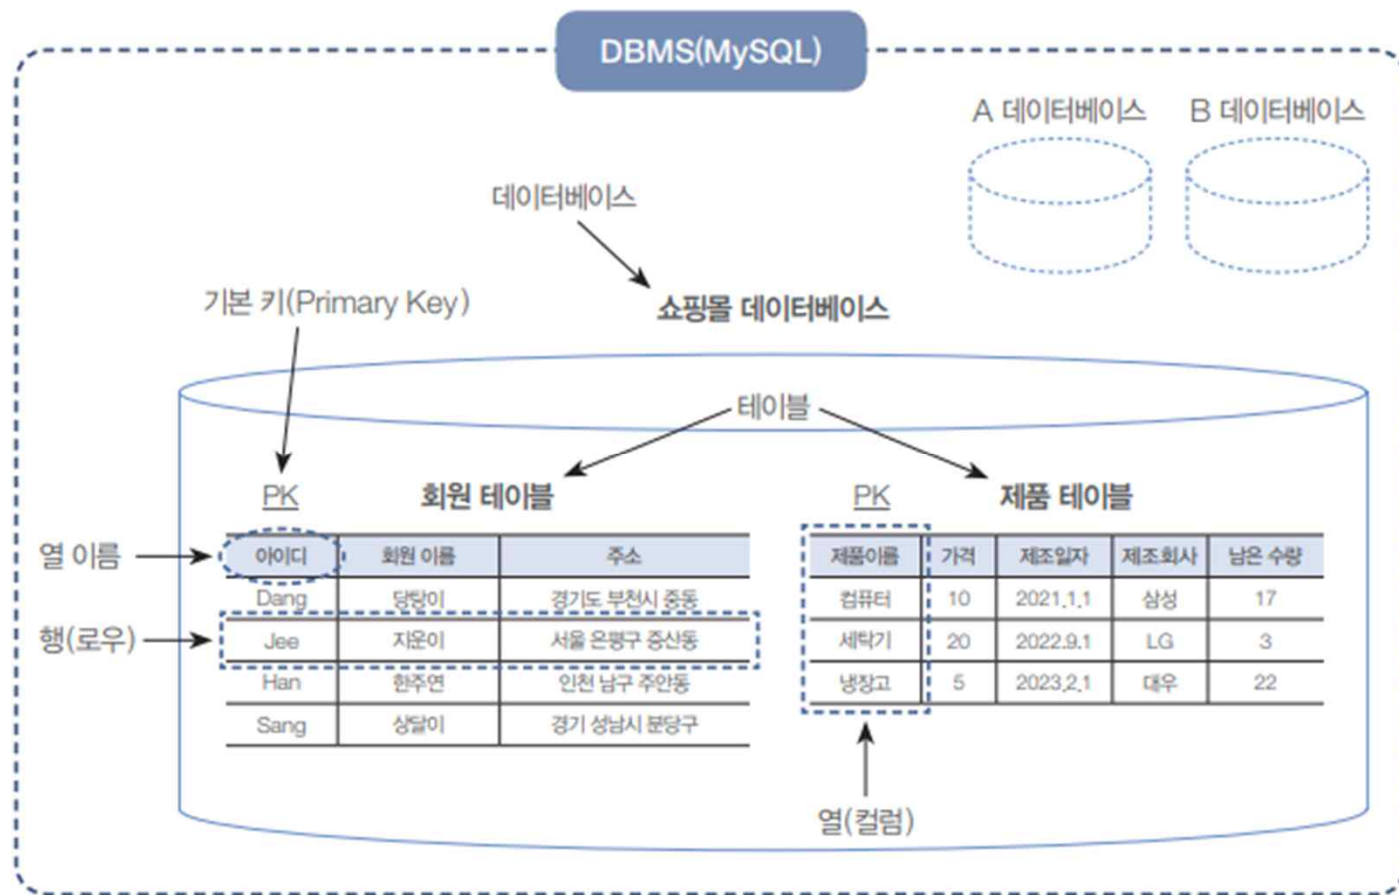 DBMS(MySQL)
A 데이터베이스 B 데이터베이스
데이터베이스
기본 키(Primary Key)
쇼핑몰 데이터베이스
테이블
PK 회원 테이블 PK 제품 테이블
열 이름
아이디 회원 이름 주소
Dang 당탕이 경기도 부천시 중동
행(로우)
Jee 지운이 서울 은평구 증산동
Han 한주연 인천 남구 주안동
Sang 상달이 경기 성남시 분당구
제품이름 가격 제조일자 제조회사 남은 수량
컴퓨터 10 2021.1.1 삼성 17
세탁기 20 2022.9.1 LG 3
냉장고 5 2023.2.1 대우 22
열(컬럼)